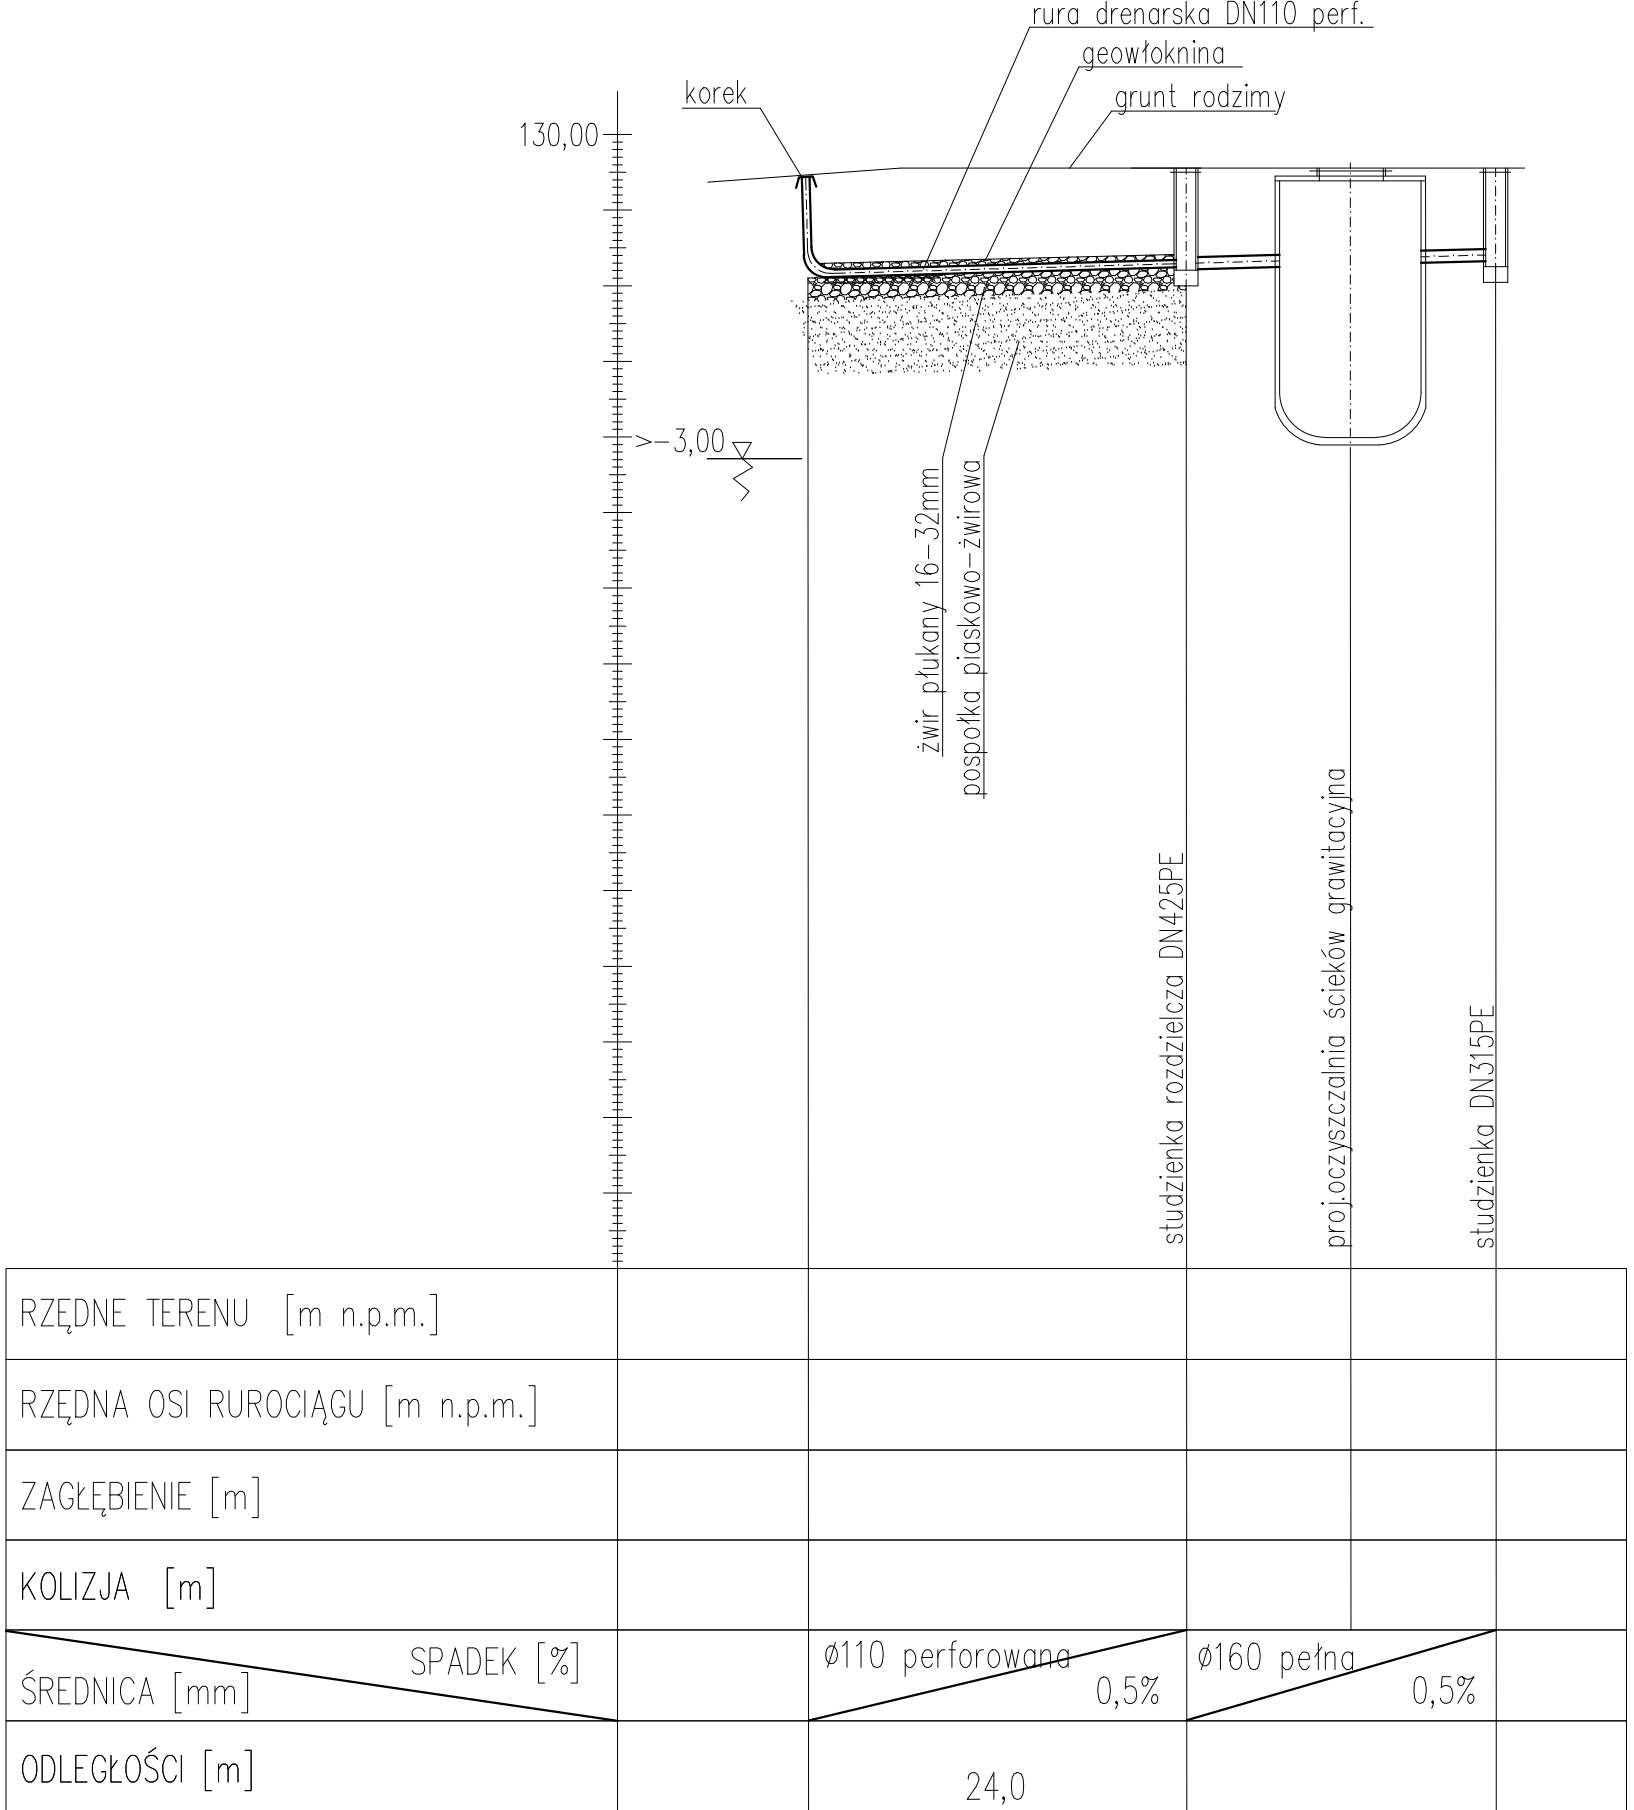 rura drenarska DN110 perf.
geowłoknina
korek
grunt rodzimy
130,00
>-3,00
żwir płukany 16-32mm
pospołka piaskowo-żwirowa
studzienka rozdzielcza DN425PE
proj.oczyszczalnia ścieków grawitacyjna
studzienka DN315PE
RZĘDNE TERENU [m n.p.m.]
RZĘDNA OSI RUROCIĄGU [m n.p.m.]
ZAGŁĘBIENIE [m]
KOLIZJA [m]
SPADEK [%]
ŚREDNICA [mm]
ø110 perforowana
0,5%
ø160 pełna
0,5%
ODLEGŁOŚCI [m]
24,0